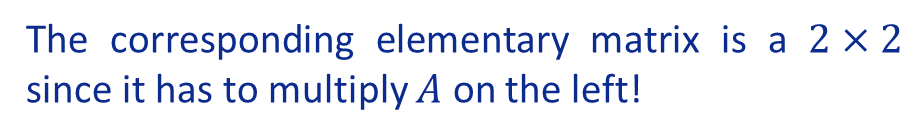 The corresponding elementary matrix is a 2 × 2
since it has to multiply A on the left!